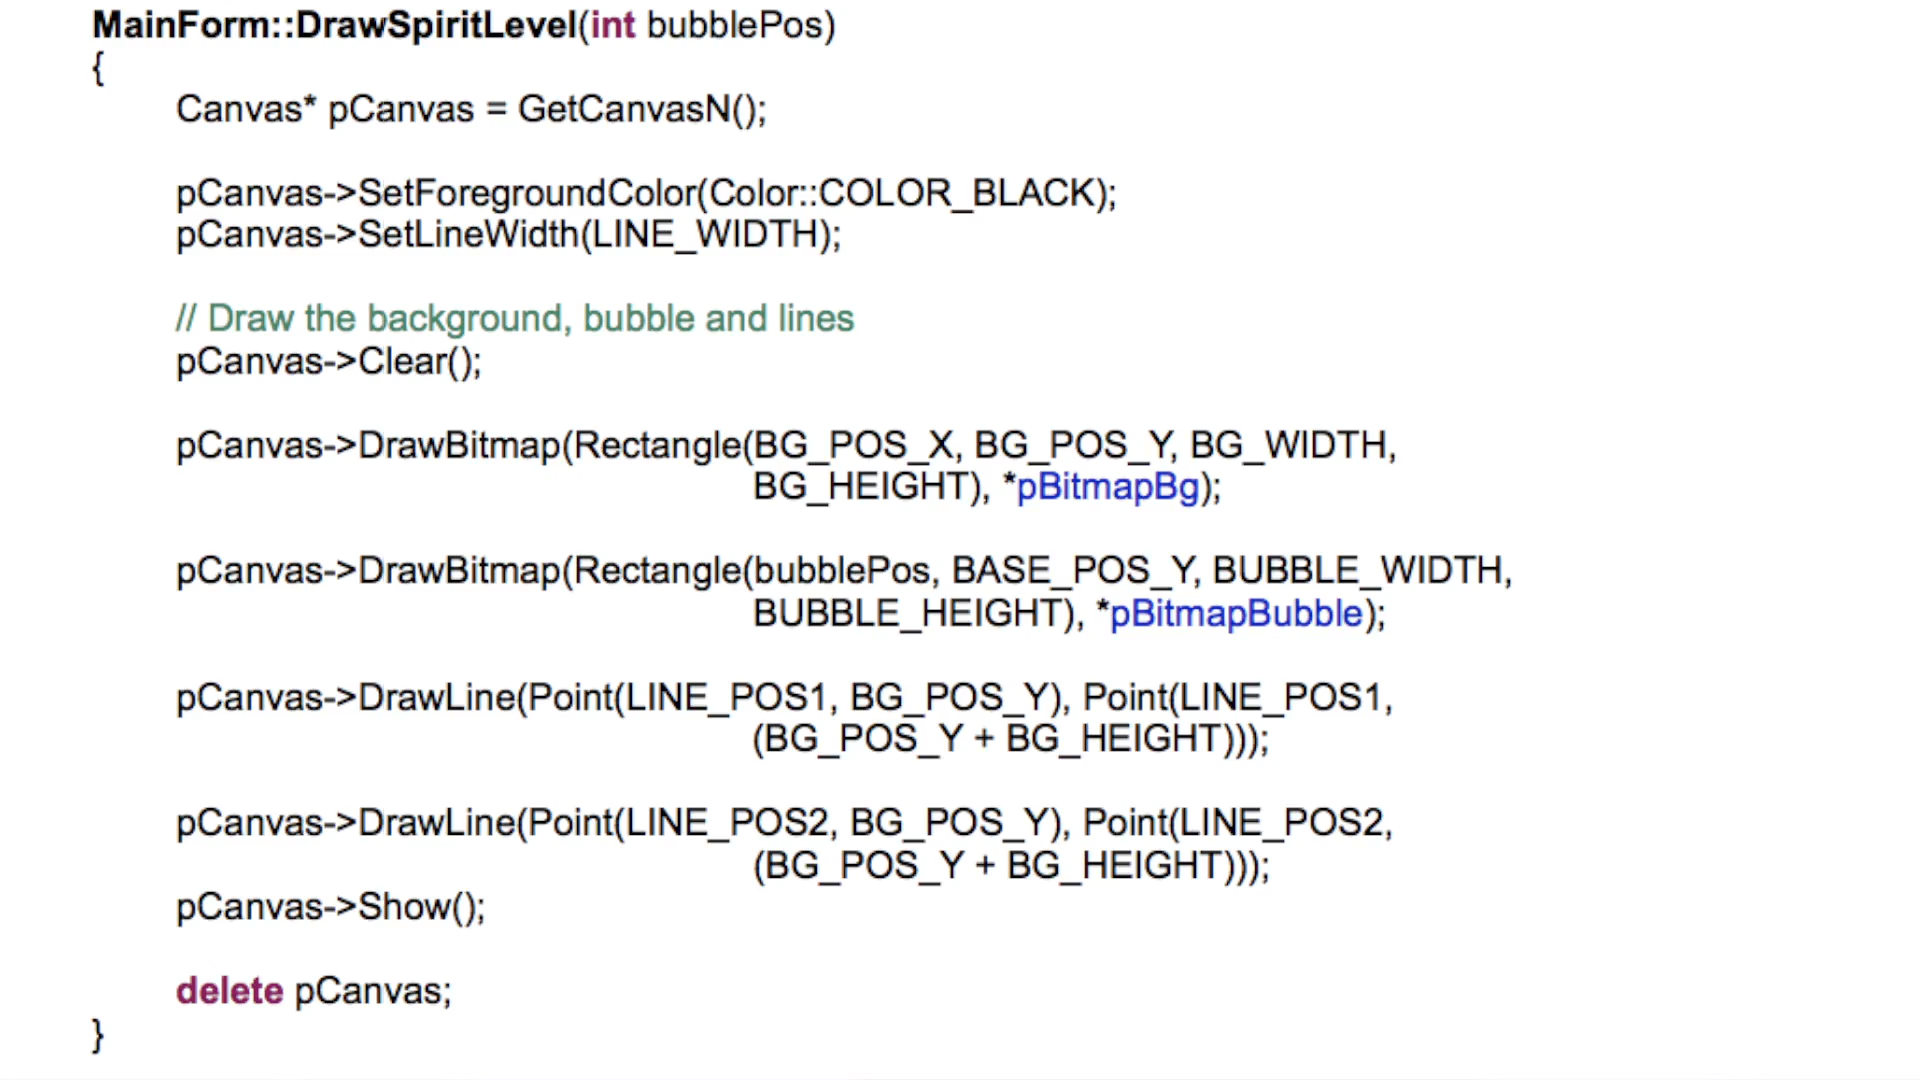 MainForm::DrawSpiritLevel(int bubblePos)
{
Canvas* pCanvas = GetCanvasN();
pCanvas->SetForegroundColor(Color::COLOR_BLACK);
pCanvas->SetLineWidth(LINE_WIDTH);
// Draw the background, bubble and lines
pCanvas->Clear();
pCanvas->DrawBitmap(Rectangle(BG_POS_X, BG_POS_Y, BG_WIDTH,
BG_HEIGHT), *pBitmapBg);
pCanvas->DrawBitmap(Rectangle(bubblePos, BASE_POS_Y, BUBBLE_WIDTH,
BUBBLE_HEIGHT), *pBitmapBubble);
pCanvas->DrawLine(Point(LINE_POS1, BG_POS_Y), Point(LINE_POS1,
(BG_POS_Y + BG_HEIGHT)));
pCanvas->DrawLine(Point(LINE_POS2, BG_POS_Y), Point(LINE_POS2,
(BG_POS_Y + BG_HEIGHT)));
pCanvas->Show();
delete pCanvas;
}